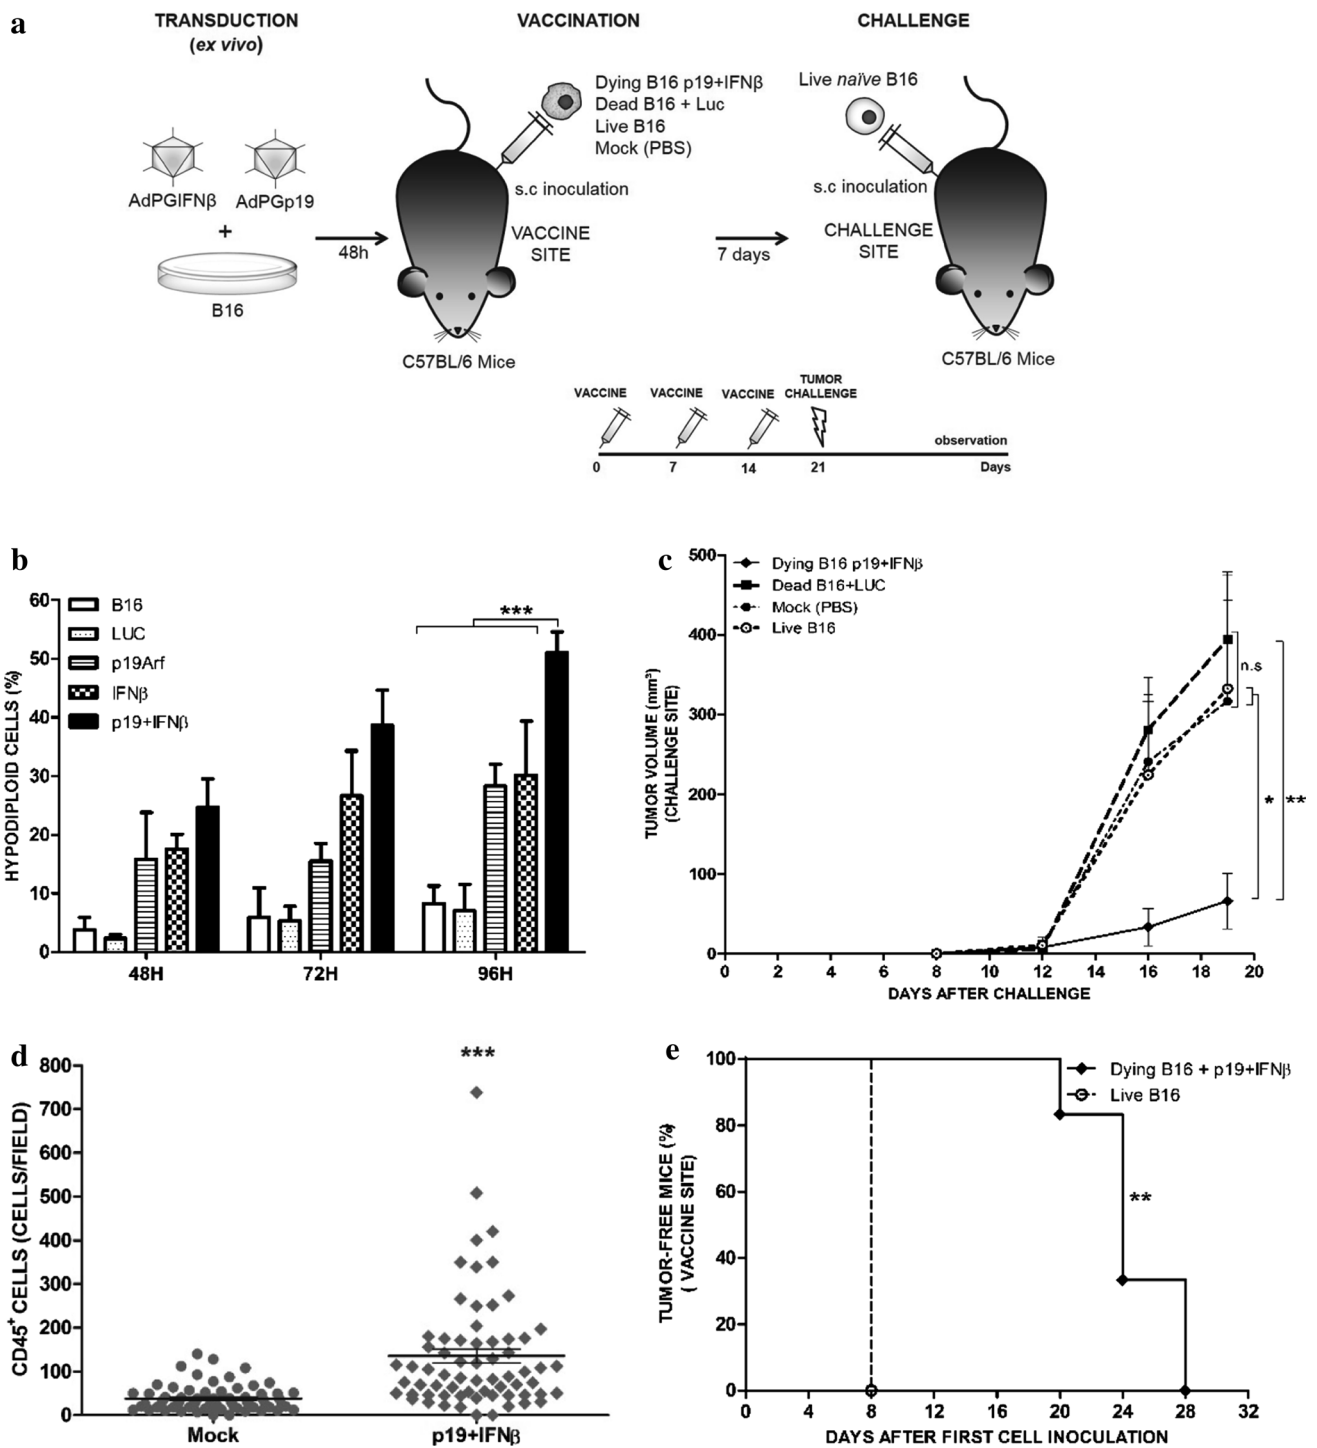 a
TRANSDUCTION
(ex vivo)
VACCINATION
CHALLENGE
AdPGIFNβ
AdPGp19
+
B16
48h
Dying B16 p19+IFNβ
Dead B16 + Luc
Live B16
Mock (PBS)
s.c inoculation
VACCINE
SITE
C57BL/6 Mice
7 days
Live naïve B16
s.c inoculation
CHALLENGE
SITE
C57BL/6 Mice
VACCINE
VACCINE
VACCINE
TUMOR
CHALLENGE
observation
0 7 14 21 Days
b
HYPODIPLOID CELLS (%)
60
50
40
30
20
10
0
B16
LUC
p19Arf
IFNβ
p19+IFNβ
***
48H 72H 96H
c
TUMOR VOLUME (mm³)
(CHALLENGE SITE)
500
400
300
200
100
0
Dying B16 p19+IFNβ
Dead B16+LUC
Mock (PBS)
Live B16
n.s
* **
0 2 4 6 8 10 12 14 16 18 20
DAYS AFTER CHALLENGE
d
CD45⁺ CELLS (CELLS/FIELD)
800
700
600
500
400
300
200
100
0
***
Mock p19+IFNβ
e
TUMOR-FREE MICE (%)
( VACCINE SITE)
100
80
60
40
20
0
Dying B16 + p19+IFNβ
Live B16
**
0 4 8 12 16 20 24 28 32
DAYS AFTER FIRST CELL INOCULATION